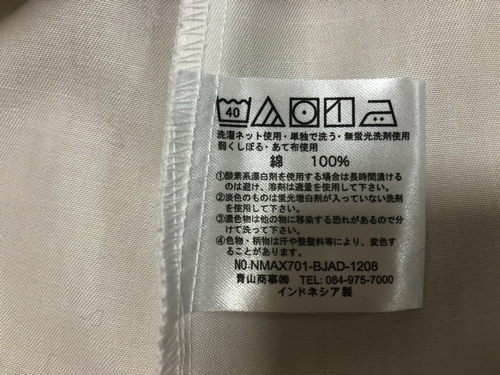 40
洗濯ネット使用・単独で洗う・無蛍光洗剤使用
弱くしぼる・あて布使用
綿 100%
①酸素系漂白剤を使用する場合は長時間漬ける
のは避け、溶剤は適量を使用して下さい。
②淡色のものは蛍光増白剤が入っていない洗剤
を使用して下さい。
③濃色物は他の物に移染する恐れがあるので分
けて洗って下さい。
④色物・柄物は汗や整髪料等により、変色する
ことがあります。
NO.NMAX701-BJAD-1208
青山商事㈱ TEL: 084-975-7000
インドネシア製